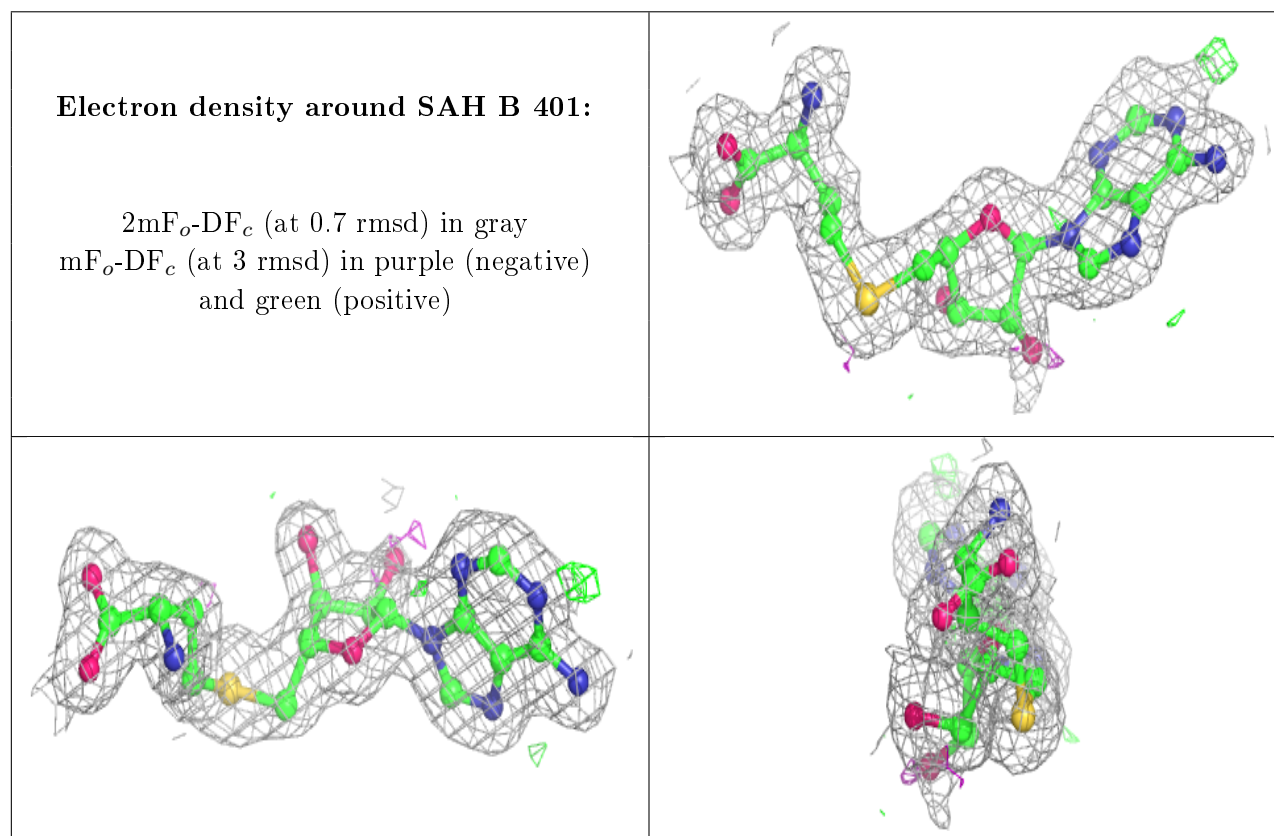 Electron density around SAH B 401:
2mFo-DFc (at 0.7 rmsd) in gray
mFo-DFc (at 3 rmsd) in purple (negative)
and green (positive)